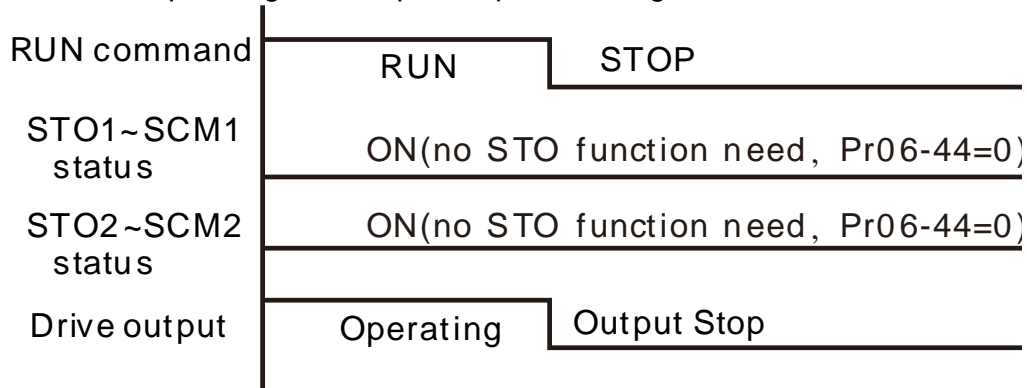 RUN command
RUN
STOP
STO1~SCM1
status
ON(no STO function need, Pr06-44=0)
STO2~SCM2
status
ON(no STO function need, Pr06-44=0)
Drive output
Operating
Output Stop